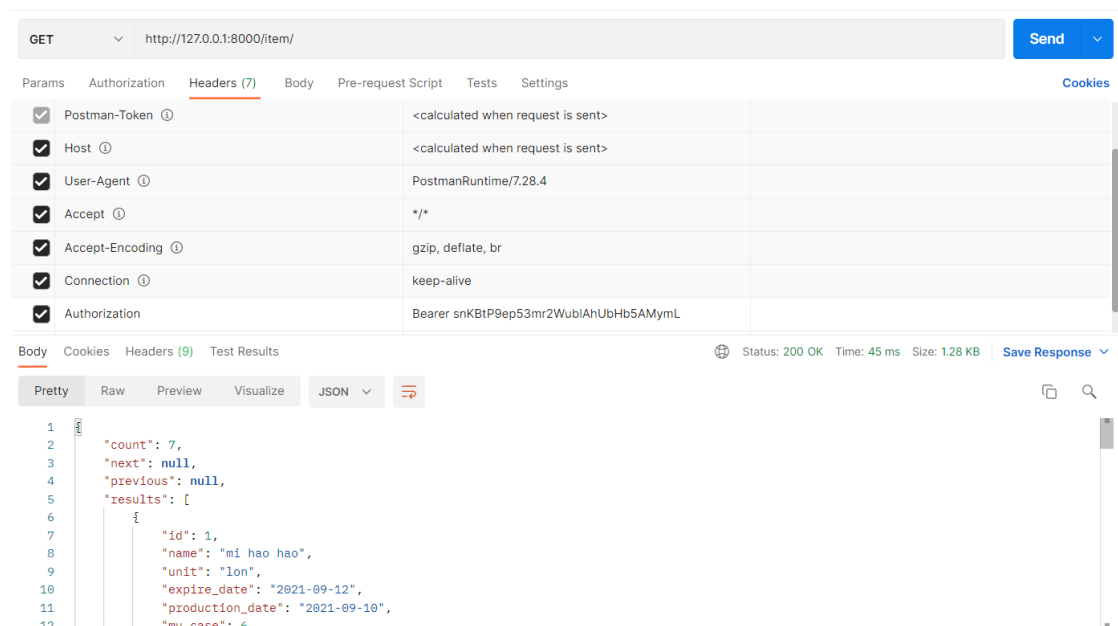 GET http://127.0.0.1:8000/item/ Send
Params Authorization Headers (7) Body Pre-request Script Tests Settings Cookies
Postman-Token <calculated when request is sent>
Host <calculated when request is sent>
User-Agent PostmanRuntime/7.28.4
Accept */*
Accept-Encoding gzip, deflate, br
Connection keep-alive
Authorization Bearer snKBtP9ep53mr2WublAhUbHb5AMymL
Body Cookies Headers (9) Test Results Status: 200 OK Time: 45 ms Size: 1.28 KB Save Response
Pretty Raw Preview Visualize JSON
1 {
2 "count": 7,
3 "next": null,
4 "previous": null,
5 "results": [
6 {
7 "id": 1,
8 "name": "mi hao hao",
9 "unit": "lon",
10 "expire_date": "2021-09-12",
11 "production_date": "2021-09-10",
12 "mu_case": 6